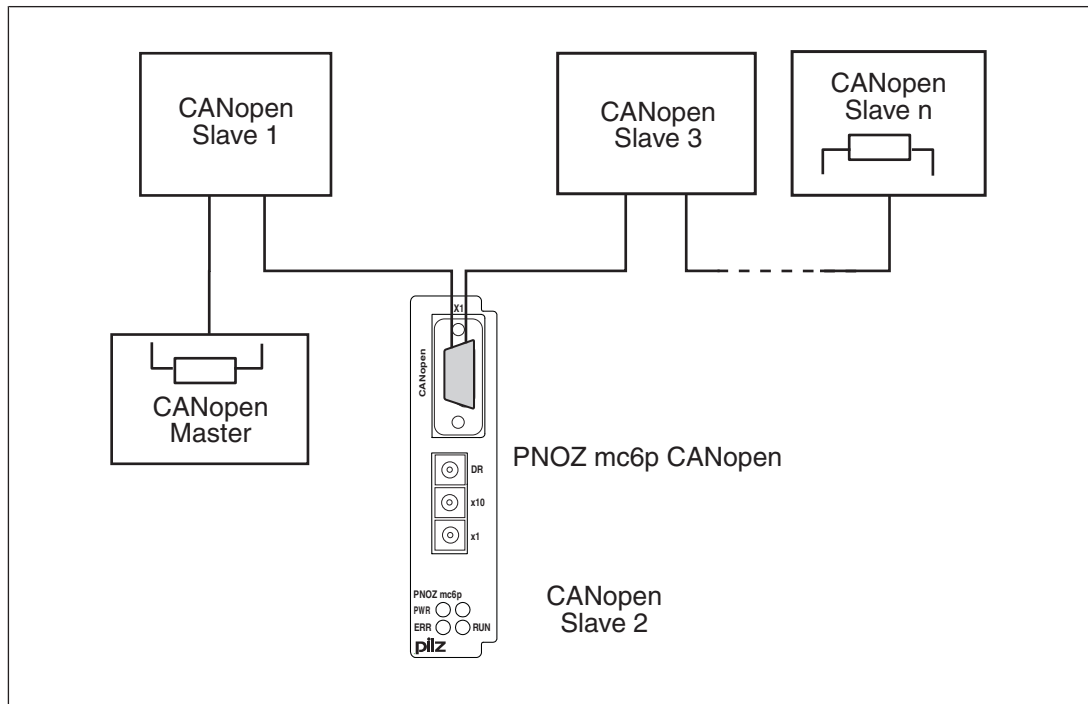 CANopen
Slave 1
CANopen
Slave 3
CANopen
Slave n
CANopen
Master
X1
CANopen
DR
x10
x1
PNOZ mc6p CANopen
PNOZ mc6p
PWR
ERR RUN
pilz
CANopen
Slave 2